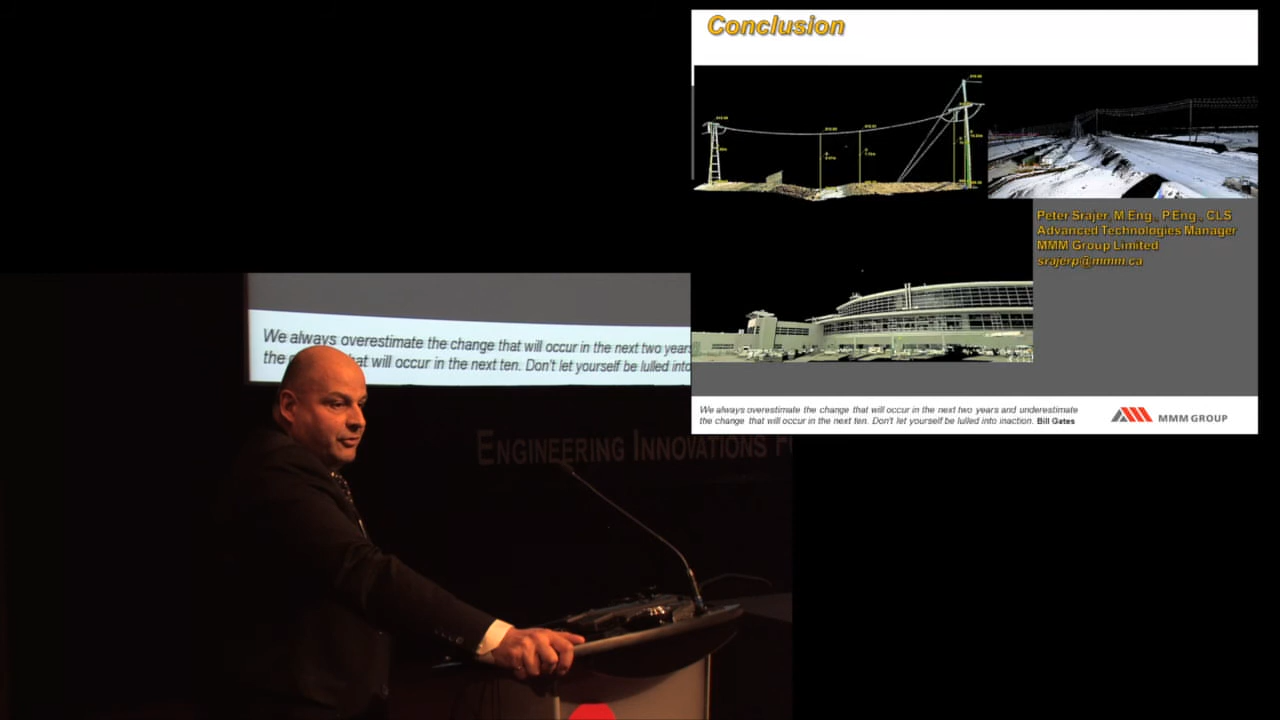 Conclusion
Peter Srajer, M.Eng., P.Eng., CLS
Advanced Technologies Manager
MMM Group Limited
srajerp@mmm.ca
We always overestimate the change that will occur in the next two years and underestimate
the change that will occur in the next ten. Don't let yourself be lulled into inaction. Bill Gates
MMM GROUP
We always overestimate the change that will occur in the next two years
the hat will occur in the next ten. Don't let yourself be lulled into
ENGINEERING INNOVATIONS F